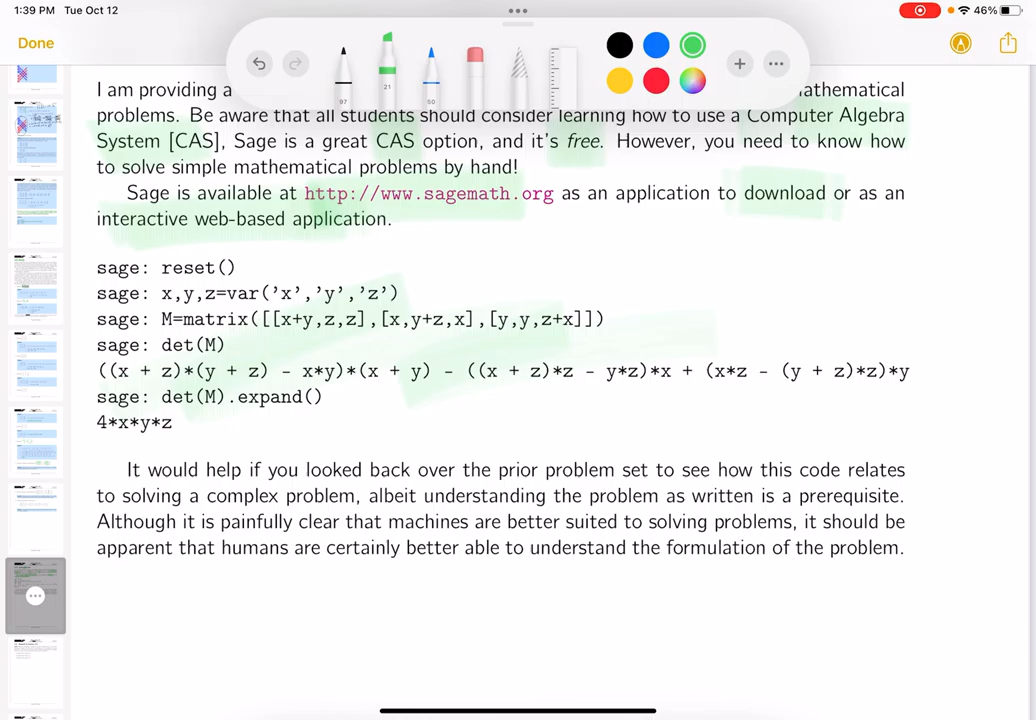 1:39 PM Tue Oct 12
46%
Done
97
21
50
I am providing a
athematical
problems. Be aware that all students should consider learning how to use a Computer Algebra
System [CAS], Sage is a great CAS option, and it's free. However, you need to know how
to solve simple mathematical problems by hand!
Sage is available at http://www.sagemath.org as an application to download or as an
interactive web-based application.
sage: reset()
sage: x,y,z=var('x','y','z')
sage: M=matrix([[x+y,z,z],[x,y+z,x],[y,y,z+x]])
sage: det(M)
((x + z)*(y + z) - x*y)*(x + y) - ((x + z)*z - y*z)*x + (x*z - (y + z)*z)*y
sage: det(M).expand()
4*x*y*z
It would help if you looked back over the prior problem set to see how this code relates
to solving a complex problem, albeit understanding the problem as written is a prerequisite.
Although it is painfully clear that machines are better suited to solving problems, it should be
apparent that humans are certainly better able to understand the formulation of the problem.